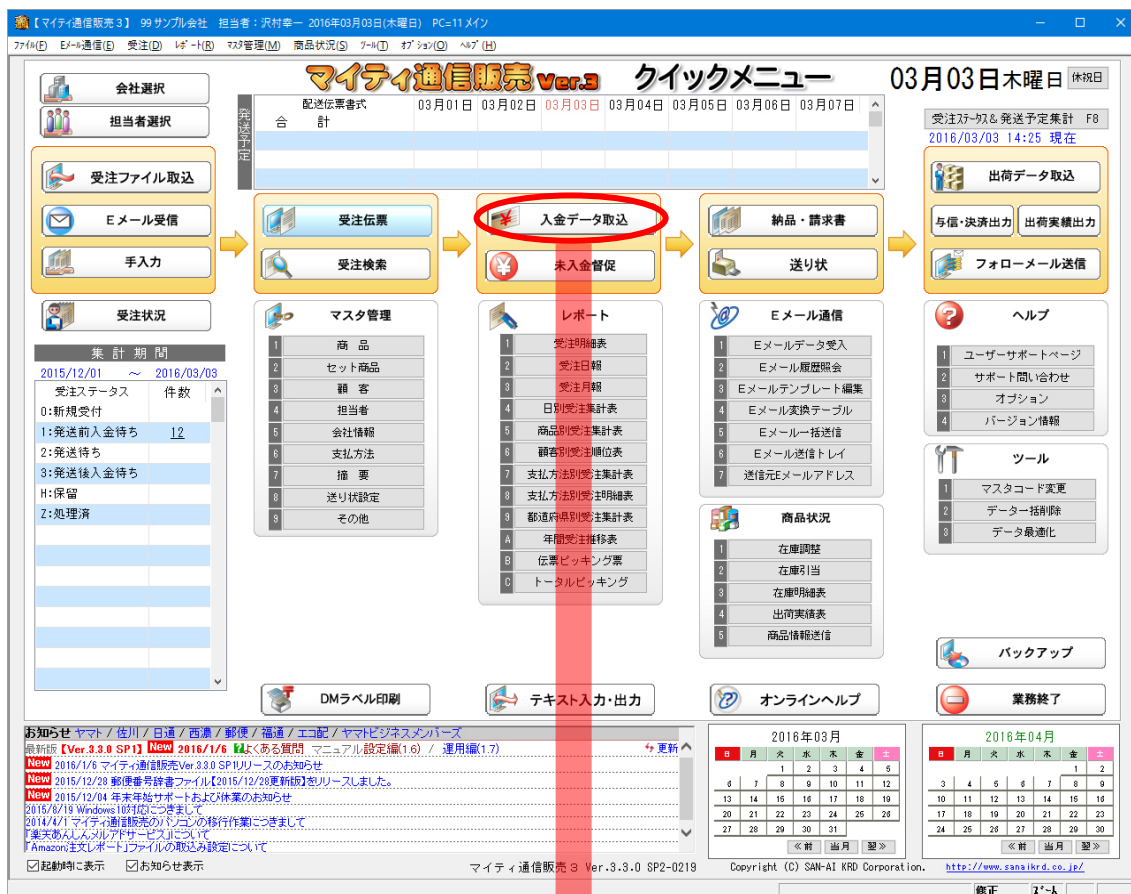 【マイティ通信販売3】 99 サンプル会社 担当者：沢村幸一 2016年03月03日(木曜日) PC=11 メイン
ファイル(F) Eメール通信(E) 受注(D) レポート(R) マスタ管理(M) 商品状況(S) ツール(T) オプション(O) ヘルプ(H)
会社選択
担当者選択
マイティ通信販売 Ver.3 クイックメニュー
03月03日木曜日 休祝日
発送予定
配送伝票書式 03月01日 03月02日 03月03日 03月04日 03月05日 03月06日 03月07日
合 計
受注ステータス&発送予定集計 F8
2016/03/03 14:25 現在
受注ファイル取込
Eメール受信
手入力
受注伝票
受注検索
入金データ取込
未入金督促
納品・請求書
送り状
出荷データ取込
与信・決済出力 出荷実績出力
フォローメール送信
受注状況
集 計 期 間
2015/12/01 ～ 2016/03/03
受注ステータス 件数
0:新規受付
1:発送前入金待ち 12
2:発送待ち
3:発送後入金待ち
H:保留
Z:処理済
マスタ管理
1 商 品
2 セット商品
3 顧 客
4 担当者
5 会社情報
6 支払方法
7 摘 要
8 送り状設定
9 その他
レポート
1 受注明細表
2 受注日報
3 受注月報
4 日別受注集計表
5 商品別受注集計表
6 顧客別受注順位表
7 支払方法別受注集計表
8 支払方法別受注明細表
9 都道府県別受注集計表
A 年間受注推移表
B 伝票ピッキング票
C トータルピッキング
Eメール通信
1 Eメールデータ受入
2 Eメール履歴照会
3 Eメールテンプレート編集
4 Eメール変換テーブル
5 Eメール一括送信
6 Eメール送信トレイ
7 送信元Eメールアドレス
商品状況
1 在庫調整
2 在庫引当
3 在庫明細表
4 出荷実績表
5 商品情報送信
ヘルプ
1 ユーザーサポートページ
2 サポート問い合わせ
3 オプション
4 バージョン情報
ツール
1 マスタコード変更
2 データ一括削除
3 データ最適化
バックアップ
DMラベル印刷
テキスト入力・出力
オンラインヘルプ
業務終了
お知らせ ヤマト / 佐川 / 日通 / 西濃 / 郵便 / 福通 / エコ配 / ヤマトビジネスメンバーズ
最新版【Ver.3.3.0 SP1】 New 2016/1/6 よくある質問 マニュアル設定編(1.6) / 運用編(1.7) 更新
New 2016/1/6 マイティ通信販売Ver.3.3.0 SP1リリースのお知らせ
New 2015/12/28 郵便番号辞書ファイル【2015/12/28更新版】をリリースしました。
New 2015/12/04 年末年始サポートおよび休業のお知らせ
2015/8/19 Windows10対応につきまして
2014/4/1 マイティ通信販売のパソコンの移行作業につきまして
『楽天あんしんメルアドサービス』について
『Amazon注文レポート』ファイルの取込み設定について
2016年03月
日 月 火 水 木 金 土
1 2 3 4 5
6 7 8 9 10 11 12
13 14 15 16 17 18 19
20 21 22 23 24 25 26
27 28 29 30 31
≪前 当月 翌≫
2016年04月
日 月 火 水 木 金 土
1 2
3 4 5 6 7 8 9
10 11 12 13 14 15 16
17 18 19 20 21 22 23
24 25 26 27 28 29 30
≪前 当月 翌≫
起動時に表示 お知らせ表示
マイティ通信販売 3 Ver.3.3.0 SP2-0219
Copyright (C) SAN-AI KRD Corporation. http://www.sanaikrd.co.jp/
修正 ズーム